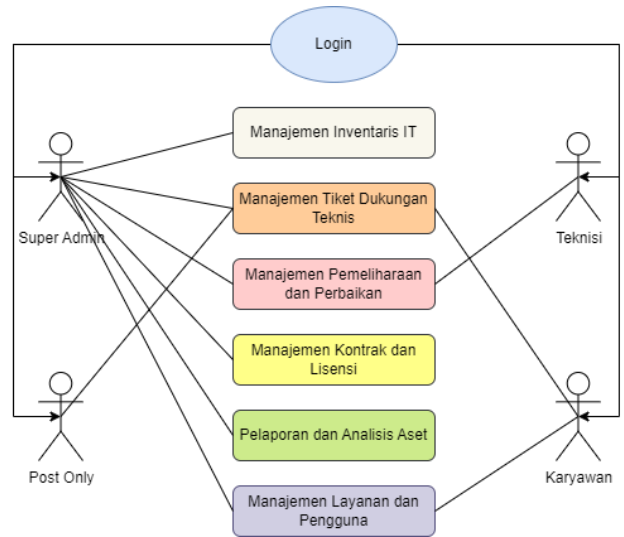 Login
Manajemen Inventaris IT
Manajemen Tiket Dukungan
Teknis
Super Admin
Teknisi
Manajemen Pemeliharaan
dan Perbaikan
Manajemen Kontrak dan
Lisensi
Pelaporan dan Analisis Aset
Post Only
Karyawan
Manajemen Layanan dan
Pengguna